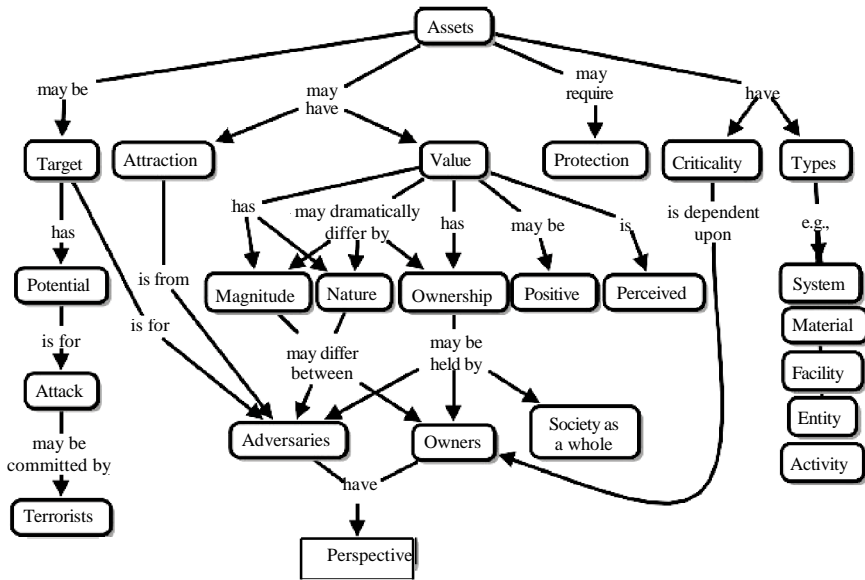 Assets
may be
may
have
may
require
have
Target
Attraction
Value
Protection
Criticality
Types
has
has
may dramatically
differ by
has
may be
is
is dependent
upon
e.g.,
Potential
is from
Magnitude
Nature
Ownership
Positive
Perceived
System
Material
Facility
Entity
Activity
is for
is for
may differ
between
may be
held by
Attack
may be
committed by
Adversaries
Owners
Society as
a whole
Terrorists
have
Perspective